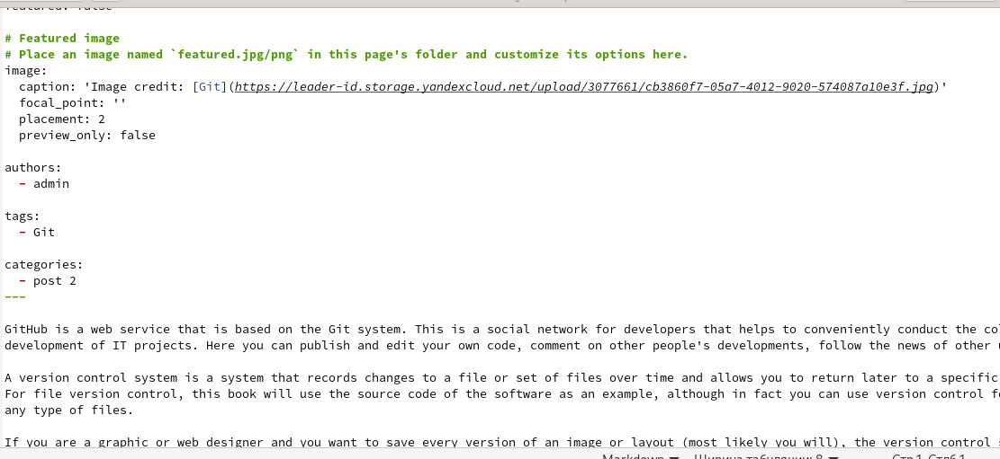 featured: false
# Featured image
# Place an image named `featured.jpg/png` in this page's folder and customize its options here.
image:
  caption: 'Image credit: [Git](https://leader-id.storage.yandexcloud.net/upload/3077661/cb3860f7-05a7-4012-9020-574087a10e3f.jpg)'
  focal_point: ''
  placement: 2
  preview_only: false
authors:
  - admin
tags:
  - Git
categories:
  - post 2
---
GitHub is a web service that is based on the Git system. This is a social network for developers that helps to conveniently conduct the
development of IT projects. Here you can publish and edit your own code, comment on other people's developments, follow the news of other
A version control system is a system that records changes to a file or set of files over time and allows you to return later to a specific
For file version control, this book will use the source code of the software as an example, although in fact you can use version control
any type of files.
If you are a graphic or web designer and you want to save every version of an image or layout (most likely you will), the version control
Markdown Ширина табуляции: 8 Стр 1, Стлб 1